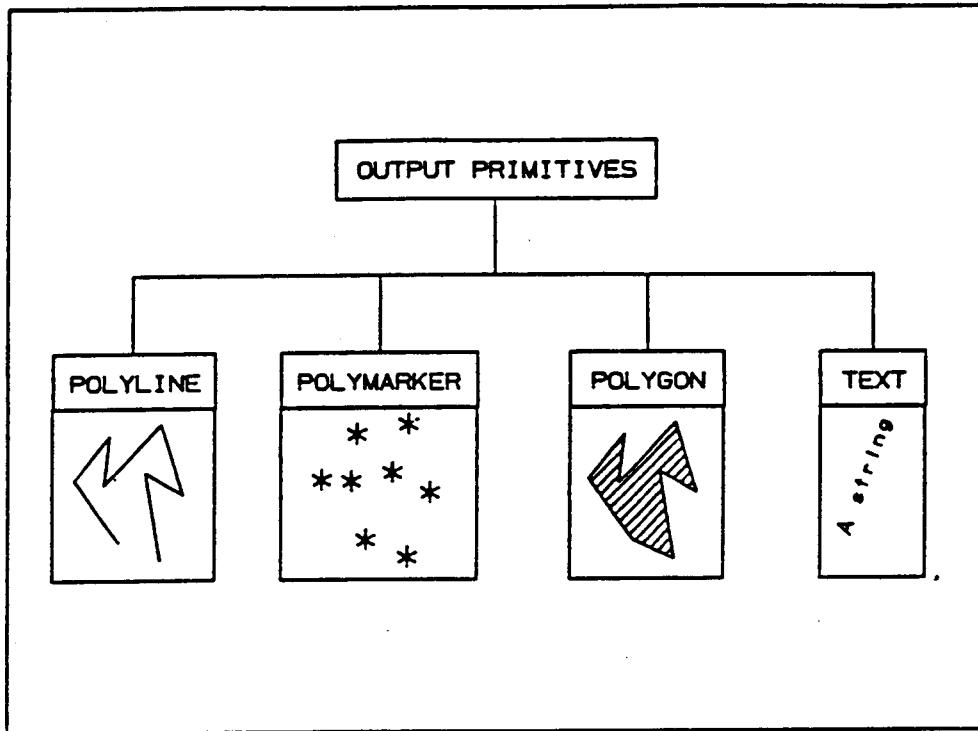 OUTPUT PRIMITIVES
POLYLINE
POLYMARKER
POLYGON
TEXT
A string